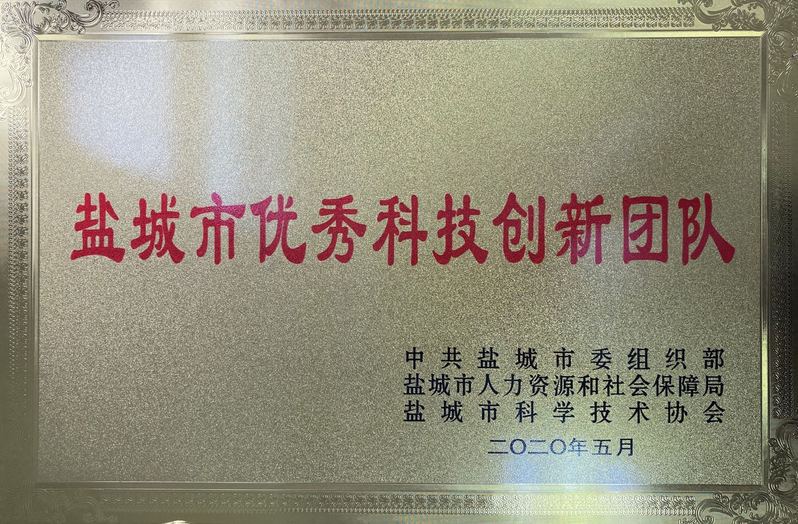 盐城市优秀科技创新团队
中共盐城市委组织部
盐城市人力资源和社会保障局
盐城市科学技术协会
二〇二〇年五月